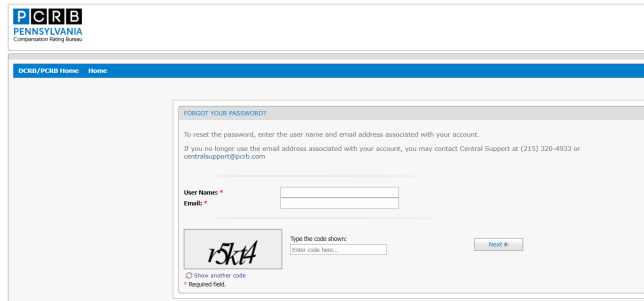 PCRB
PENNSYLVANIA
Compensation Rating Bureau
DCRB/PCRB Home Home
FORGOT YOUR PASSWORD?
To reset the password, enter the user name and email address associated with your account.
If you no longer use the email address associated with your account, you may contact Central Support at (215) 320-4933 or
centralsupport@pcrb.com
User Name: *
Email: *
r5kt4
Type the code shown:
Enter code here...
Next
Show another code
* Required field.